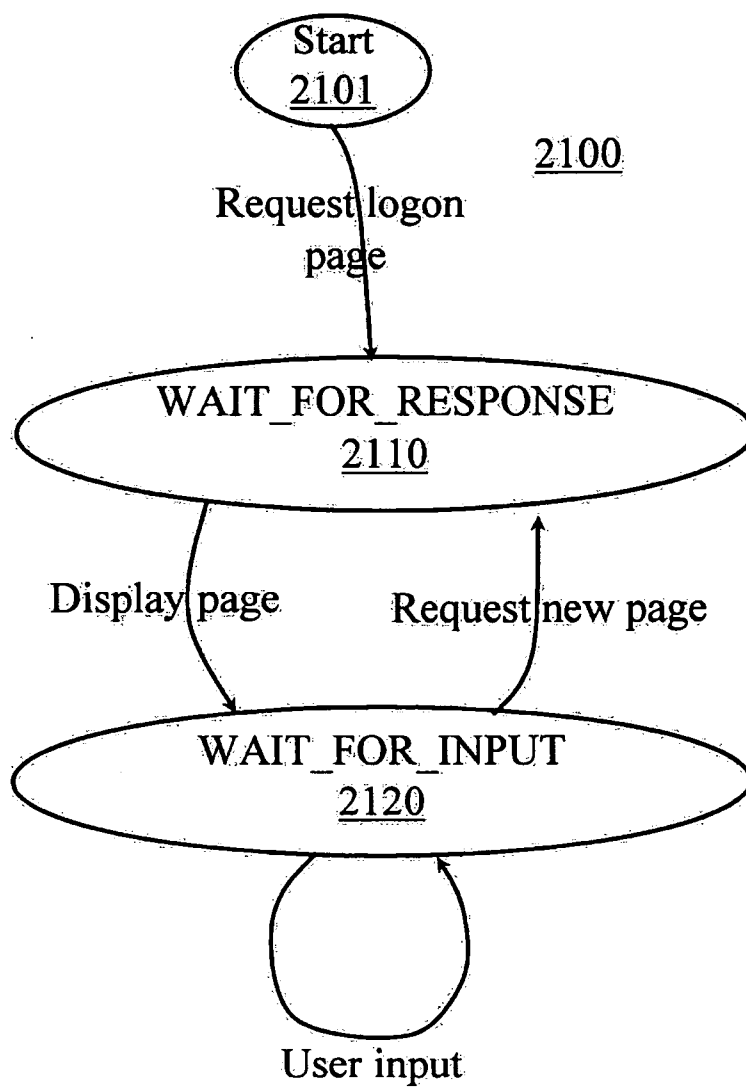 Start
2101
2100
Request logon
page
WAIT_FOR_RESPONSE
2110
Display page
Request new page
WAIT_FOR_INPUT
2120
User input